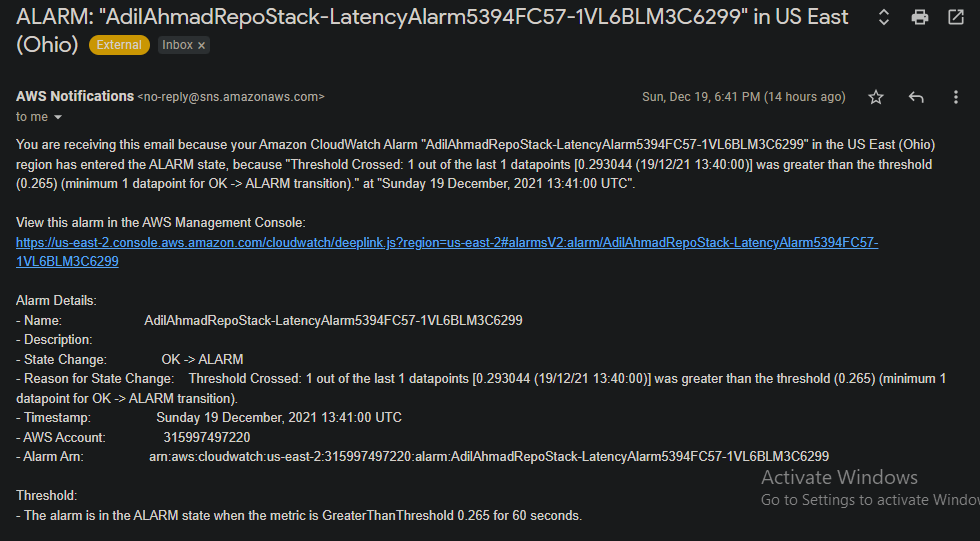 ALARM: "AdilAhmadRepoStack-LatencyAlarm5394FC57-1VL6BLM3C6299" in US East
(Ohio) External Inbox ×
AWS Notifications <no-reply@sns.amazonaws.com> Sun, Dec 19, 6:41 PM (14 hours ago)
to me
You are receiving this email because your Amazon CloudWatch Alarm "AdilAhmadRepoStack-LatencyAlarm5394FC57-1VL6BLM3C6299" in the US East (Ohio)
region has entered the ALARM state, because "Threshold Crossed: 1 out of the last 1 datapoints [0.293044 (19/12/21 13:40:00)] was greater than the threshold
(0.265) (minimum 1 datapoint for OK -> ALARM transition)." at "Sunday 19 December, 2021 13:41:00 UTC".
View this alarm in the AWS Management Console:
https://us-east-2.console.aws.amazon.com/cloudwatch/deeplink.js?region=us-east-2#alarmsV2:alarm/AdilAhmadRepoStack-LatencyAlarm5394FC57-
1VL6BLM3C6299
Alarm Details:
- Name: AdilAhmadRepoStack-LatencyAlarm5394FC57-1VL6BLM3C6299
- Description:
- State Change: OK -> ALARM
- Reason for State Change: Threshold Crossed: 1 out of the last 1 datapoints [0.293044 (19/12/21 13:40:00)] was greater than the threshold (0.265) (minimum 1
datapoint for OK -> ALARM transition).
- Timestamp: Sunday 19 December, 2021 13:41:00 UTC
- AWS Account: 315997497220
- Alarm Arn: arn:aws:cloudwatch:us-east-2:315997497220:alarm:AdilAhmadRepoStack-LatencyAlarm5394FC57-1VL6BLM3C6299
Activate Windows
Threshold:
Go to Settings to activate Windo
- The alarm is in the ALARM state when the metric is GreaterThanThreshold 0.265 for 60 seconds.